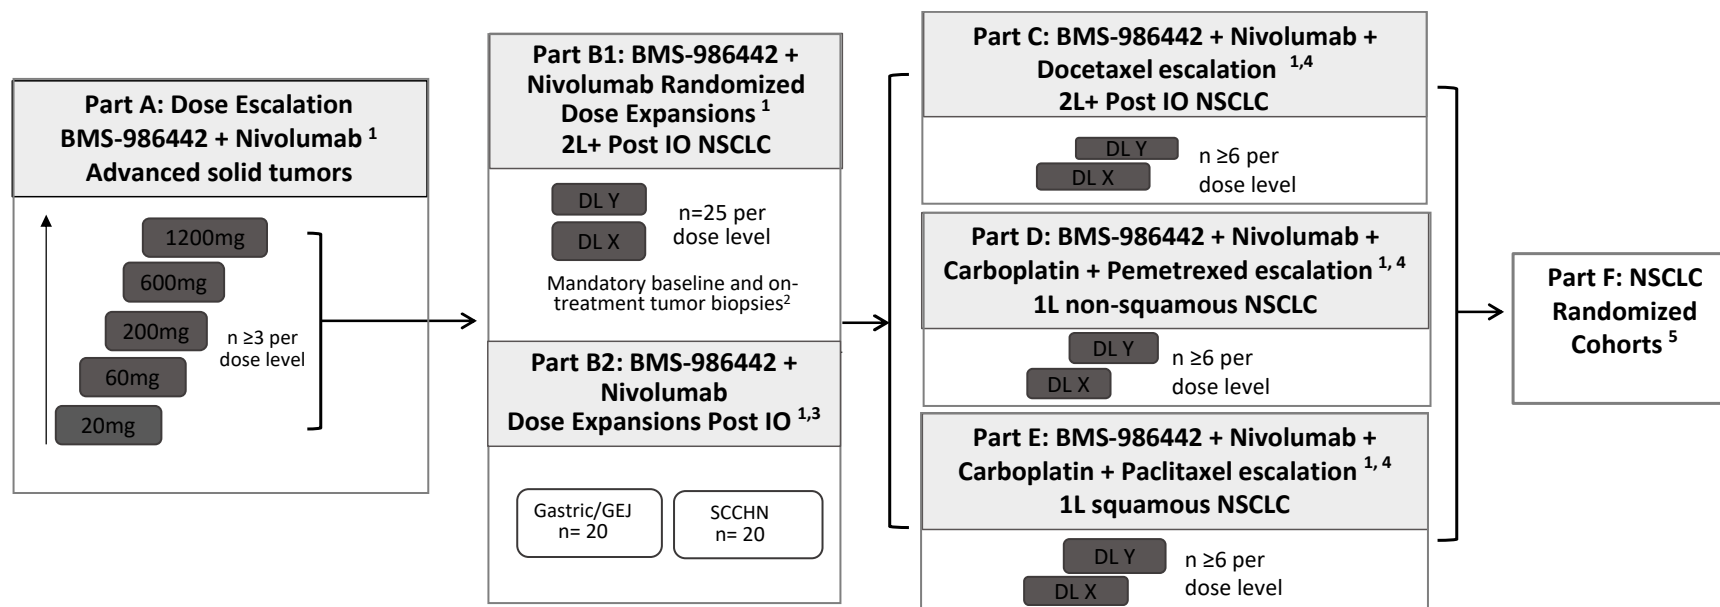 Part A: Dose Escalation
BMS-986442 + Nivolumab 1
Advanced solid tumors
1200mg
600mg
200mg
60mg
20mg
n ≥3 per
dose level
Part B1: BMS-986442 +
Nivolumab Randomized
Dose Expansions 1
2L+ Post IO NSCLC
DL Y
DL X
n=25 per
dose level
Mandatory baseline and on-
treatment tumor biopsies2
Part B2: BMS-986442 +
Nivolumab
Dose Expansions Post IO 1,3
Gastric/GEJ
n= 20
SCCHN
n= 20
Part C: BMS-986442 + Nivolumab +
Docetaxel escalation 1,4
2L+ Post IO NSCLC
DL Y
DL X
n ≥6 per
dose level
Part D: BMS-986442 + Nivolumab +
Carboplatin + Pemetrexed escalation 1, 4
1L non-squamous NSCLC
DL Y
DL X
n ≥6 per
dose level
Part E: BMS-986442 + Nivolumab +
Carboplatin + Paclitaxel escalation 1, 4
1L squamous NSCLC
DL Y
DL X
n ≥6 per
dose level
Part F: NSCLC
Randomized
Cohorts 5